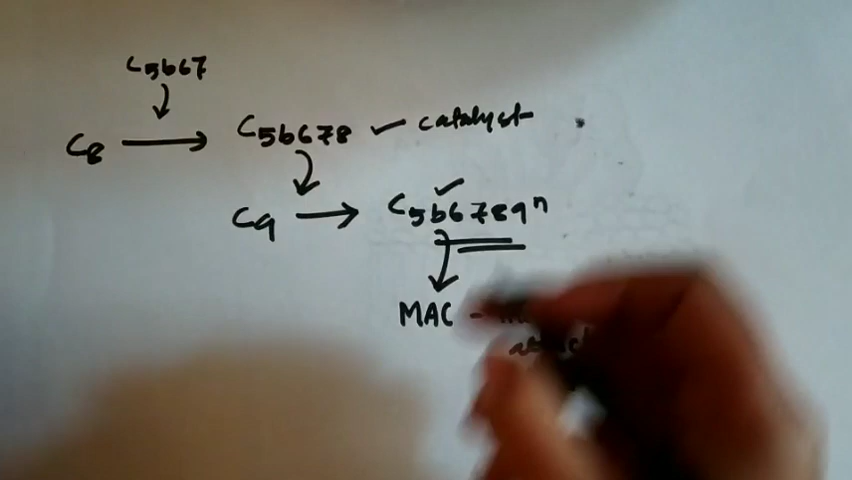 C5b67
C8 → C5b678 ✓ catalyst
C9 → C5b6789n
MAC -